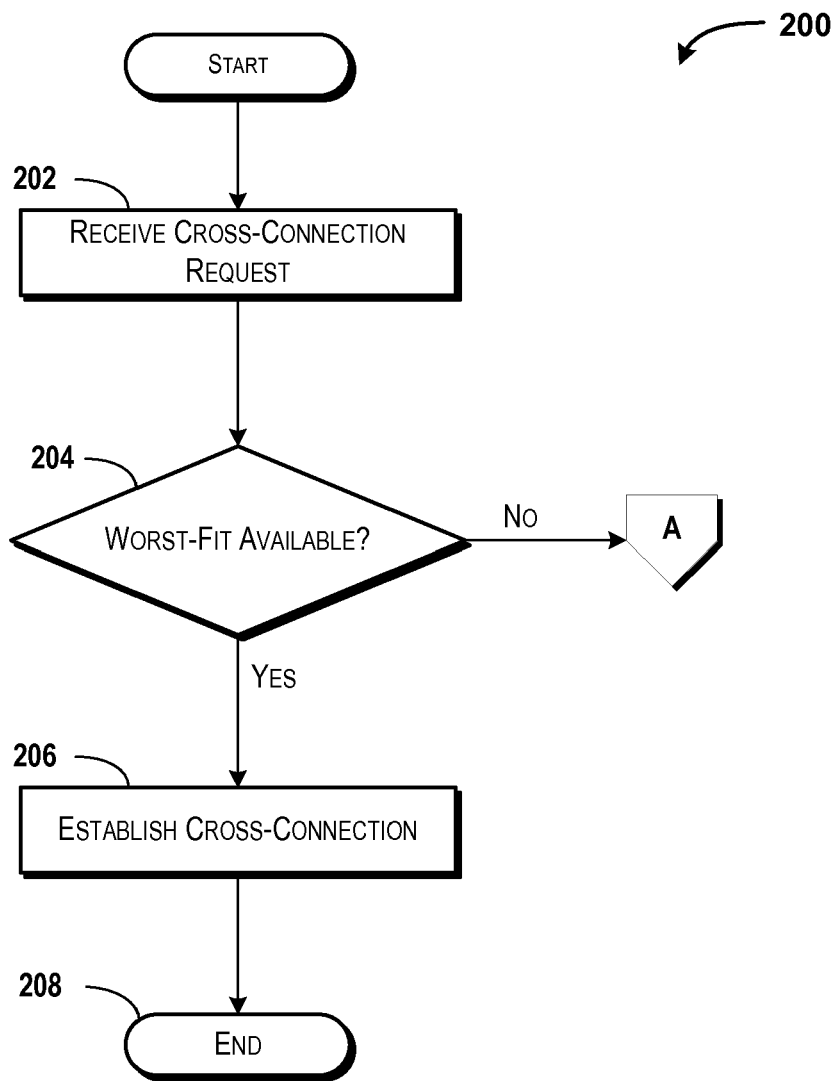 200
START
202
RECEIVE CROSS-CONNECTION
REQUEST
204
WORST-FIT AVAILABLE?
NO
A
YES
206
ESTABLISH CROSS-CONNECTION
208
END